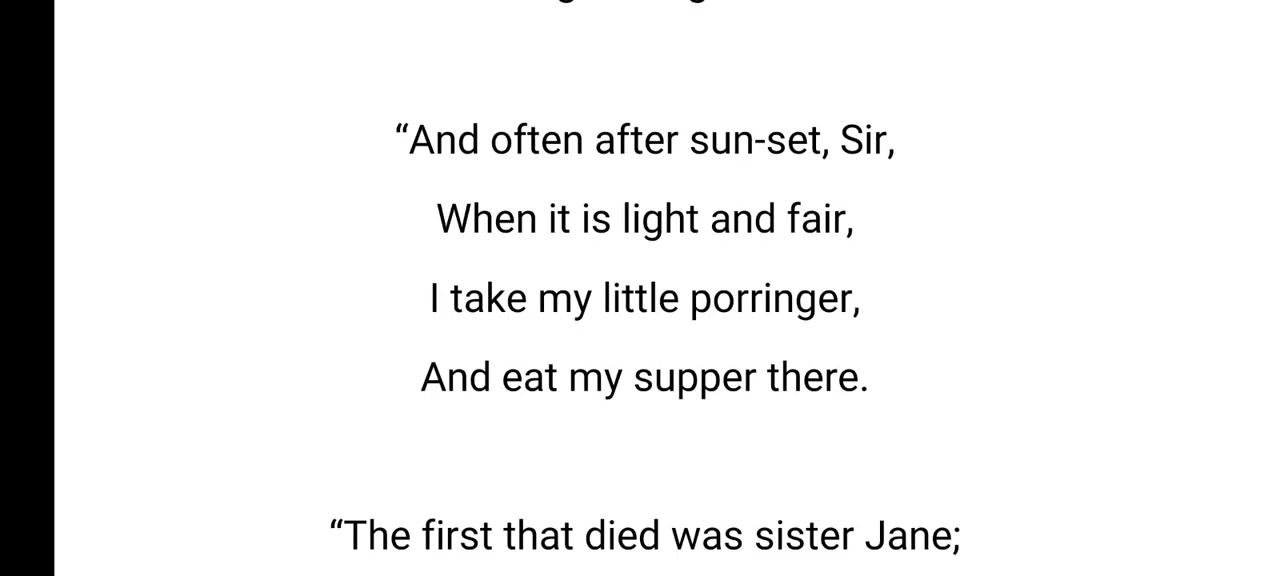 “And often after sun-set, Sir,
When it is light and fair,
I take my little porringer,
And eat my supper there.
“The first that died was sister Jane;